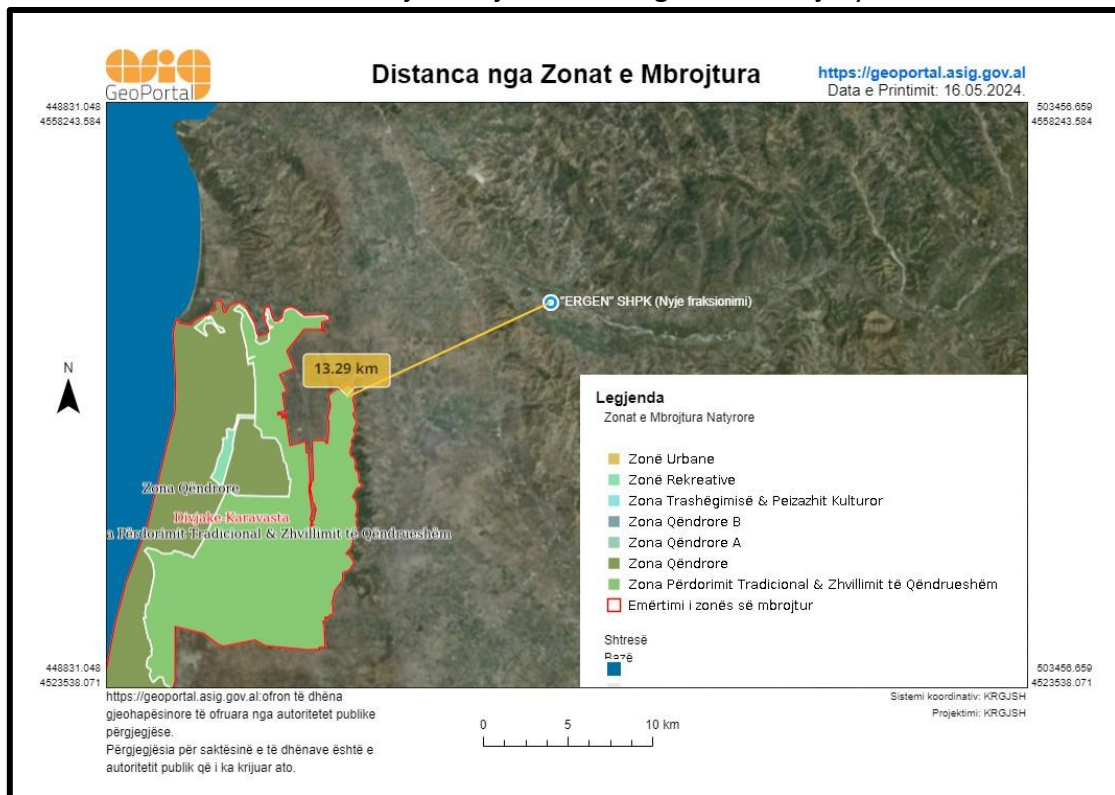 asig
GeoPortal
Distanca nga Zonat e Mbrojtura
https://geoportal.asig.gov.al
Data e Printimit: 16.05.2024.
448831.048
4558243.584
503456.659
4558243.584
"ERGEN" SHPK (Nyje fraksionimi)
13.29 km
N
Zona Qëndrore
Divjakë-Karavasta
a Përdorimit Tradicional & Zhvillimit të Qëndrueshëm
Legjenda
Zonat e Mbrojtura Natyrore
Zonë Urbane
Zonë Rekreative
Zona Trashëgimisë & Peizazhit Kulturor
Zona Qëndrore B
Zona Qëndrore A
Zona Qëndrore
Zona Përdorimit Tradicional & Zhvillimit të Qëndrueshëm
Emërtimi i zonës së mbrojtur
Shtresë
Bazë
448831.048
4523538.071
503456.659
4523538.071
https://geoportal.asig.gov.al:ofron të dhëna
gjeohapësinore të ofruara nga autoritetet publike
përgjegjëse.
Përgjegjësia për saktësinë e të dhënave është e
autoritetit publik që i ka krijuar ato.
0 5 10 km
Sistemi koordinativ: KRGJSH
Projektimi: KRGJSH